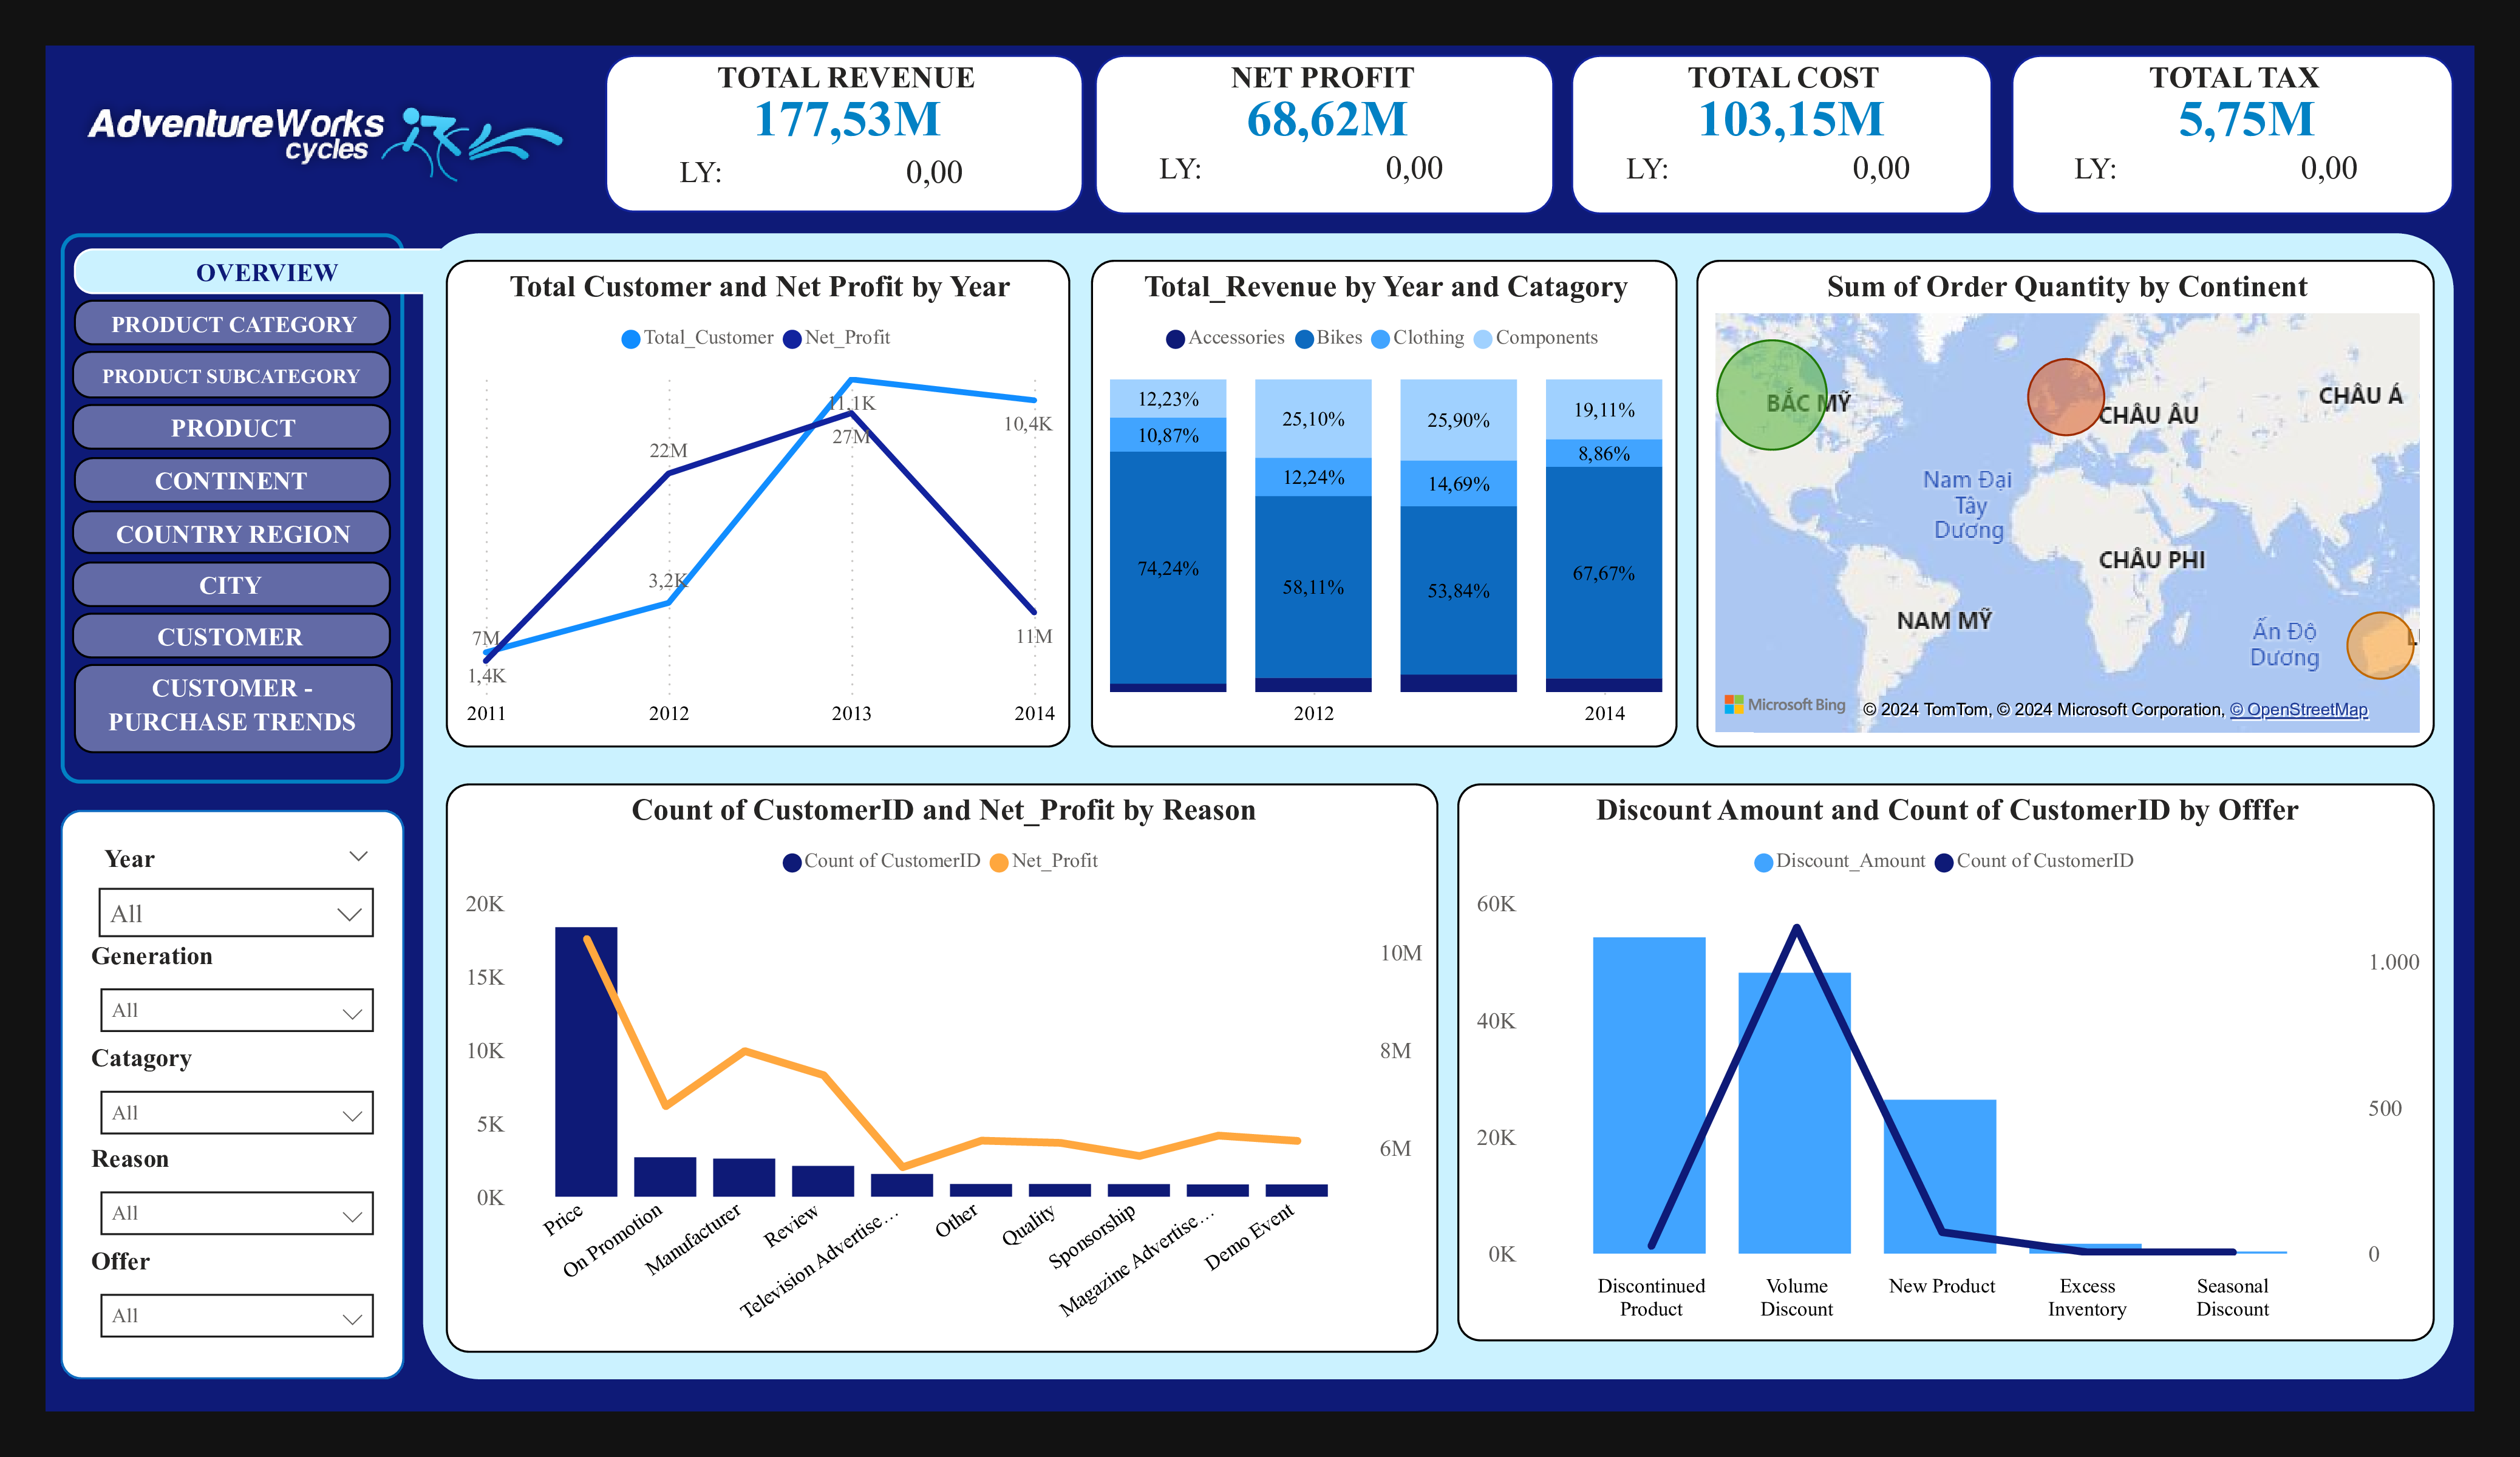 AdventureWorks
cycles
TOTAL REVENUE
177,53M
LY: 0,00
NET PROFIT
68,62M
LY: 0,00
TOTAL COST
103,15M
LY: 0,00
TOTAL TAX
5,75M
LY: 0,00
OVERVIEW
PRODUCT CATEGORY
PRODUCT SUBCATEGORY
PRODUCT
CONTINENT
COUNTRY REGION
CITY
CUSTOMER
CUSTOMER -
PURCHASE TRENDS
Year
All
Generation
All
Catagory
All
Reason
All
Offer
All
Total Customer and Net Profit by Year
Total_Customer Net_Profit
11,1K
10,4K
22M
27M
3,2K
7M
11M
1,4K
2011 2012 2013 2014
Total_Revenue by Year and Catagory
Accessories Bikes Clothing Components
12,23% 25,10% 25,90% 19,11%
10,87% 12,24% 14,69% 8,86%
74,24% 58,11% 53,84% 67,67%
2012 2014
Sum of Order Quantity by Continent
BẮC MỸ
CHÂU ÂU
CHÂU Á
Nam Đại
Tây
Dương
CHÂU PHI
NAM MỸ
Ấn Độ
Dương
Microsoft Bing
© 2024 TomTom, © 2024 Microsoft Corporation, © OpenStreetMap
Count of CustomerID and Net_Profit by Reason
Count of CustomerID Net_Profit
20K
15K
10K
5K
0K
10M
8M
6M
Price
On Promotion
Manufacturer
Review
Television Advertise…
Other
Quality
Sponsorship
Magazine Advertise…
Demo Event
Discount Amount and Count of CustomerID by Offfer
Discount_Amount Count of CustomerID
60K
40K
20K
0K
1.000
500
0
Discontinued
Product
Volume
Discount
New Product
Excess
Inventory
Seasonal
Discount